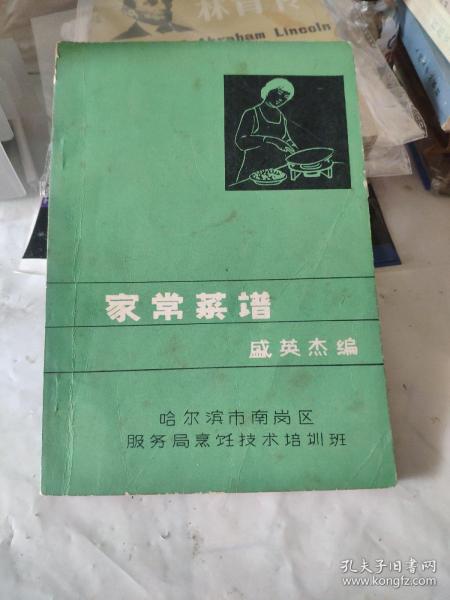 林肯传
Abraham Lincoln
家常菜谱
盛英杰编
哈尔滨市南岗区
服务局烹饪技术培训班
孔夫子旧书网
www.kongfz.com